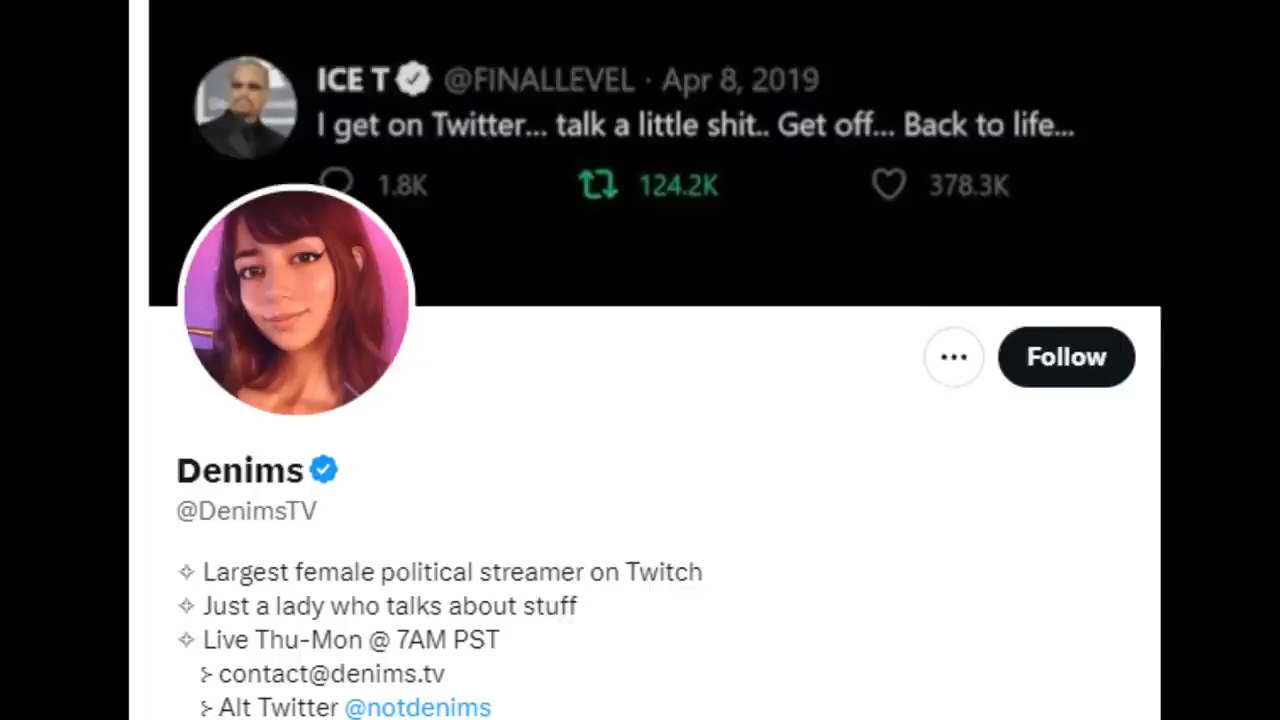 ICE T @FINALLEVEL · Apr 8, 2019
I get on Twitter... talk a little shit.. Get off... Back to life...
1.8K 124.2K 378.3K
Follow
Denims
@DenimsTV
✧ Largest female political streamer on Twitch
✧ Just a lady who talks about stuff
✧ Live Thu-Mon @ 7AM PST
⊱ contact@denims.tv
⊱ Alt Twitter @notdenims